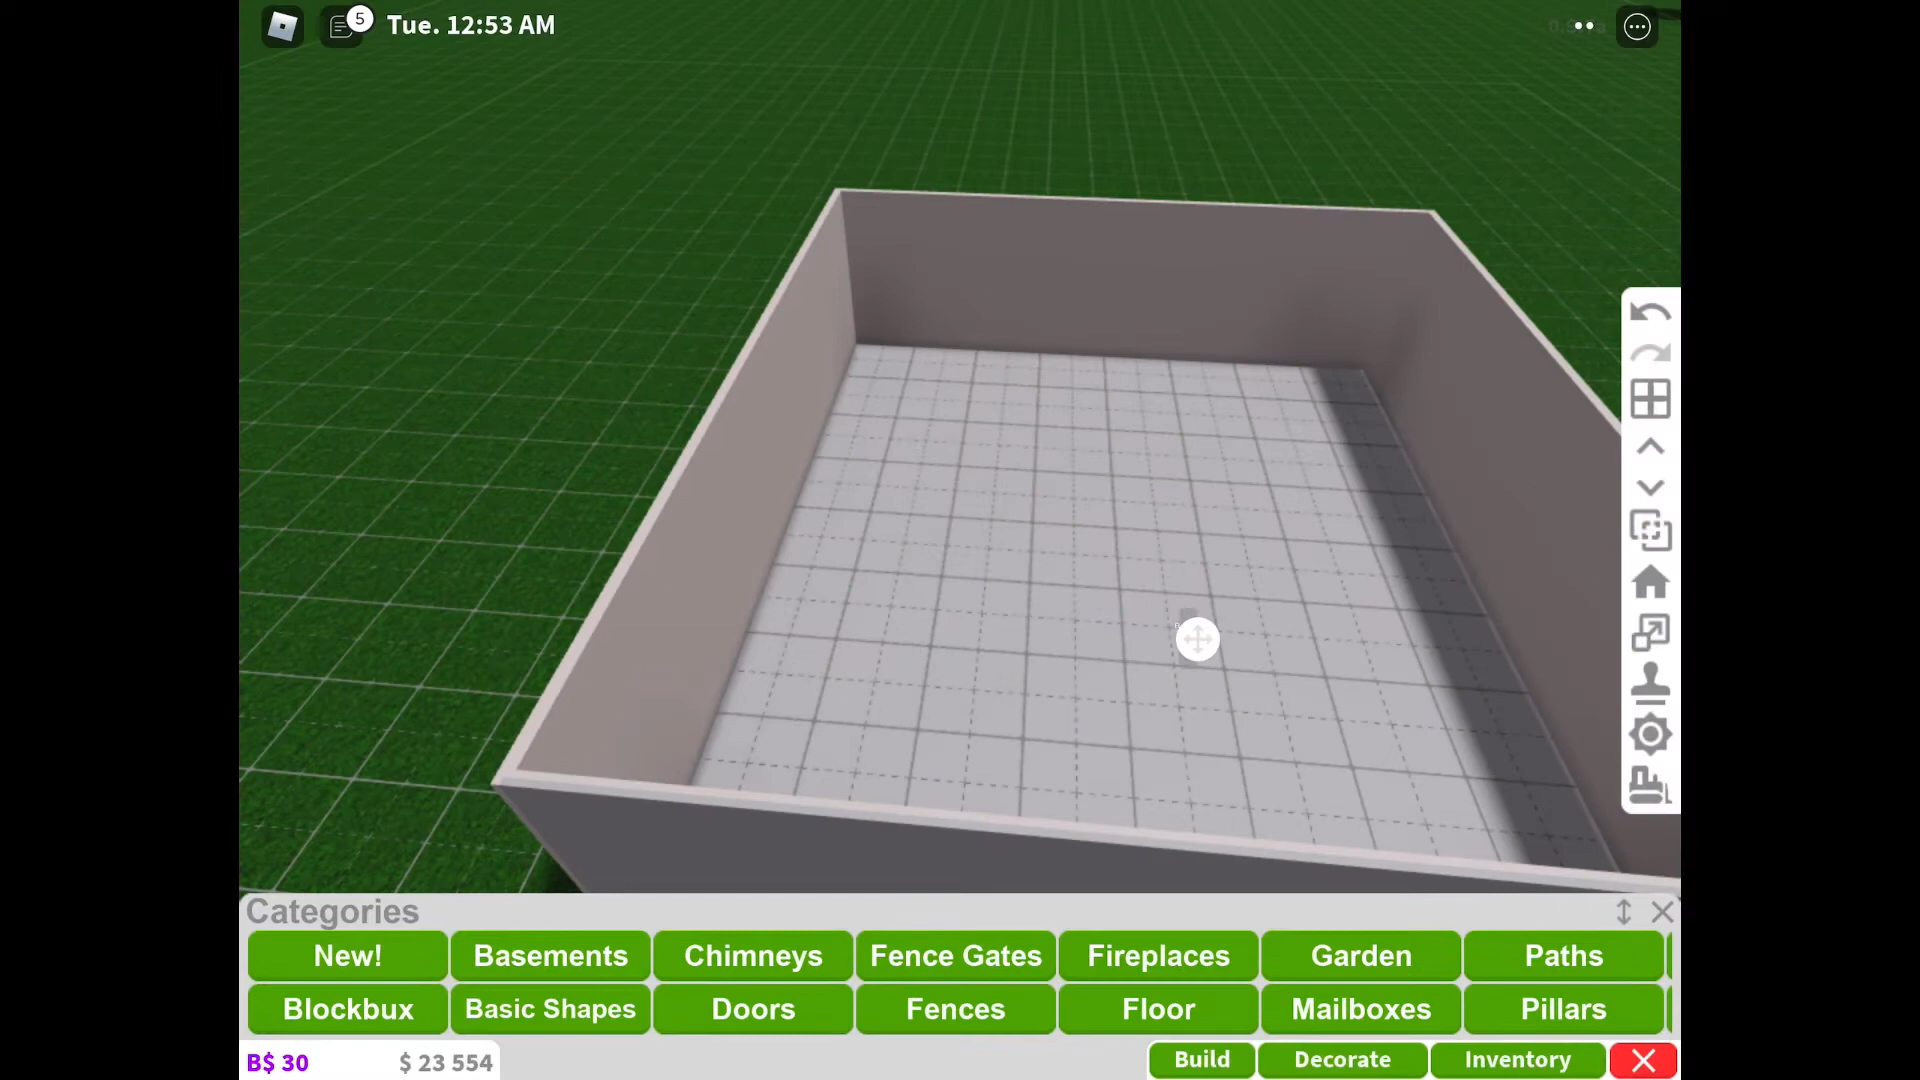 5
Tue. 12:53 AM
Categories
New!
Basements
Chimneys
Fence Gates
Fireplaces
Garden
Paths
Blockbux
Basic Shapes
Doors
Fences
Floor
Mailboxes
Pillars
B$ 30
$ 23 554
Build
Decorate
Inventory